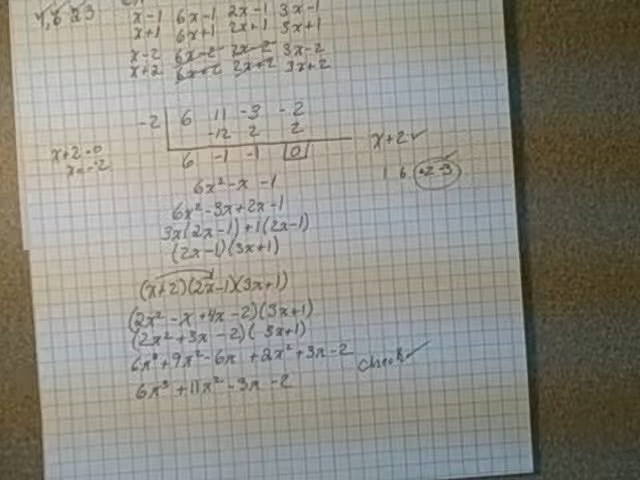 x-1 6x-1 2x-1 3x-1
x+1 6x+1 2x+1 3x+1
x-2 6x-2 2x-2 3x-2
x+2 6x+2 2x+2 3x+2
-2 6 11 -3 -2
-12 2 2
x+2=0
x=-2
6 -1 -1 0
x+2 ✓
1 6 +2 -3
6x²-x-1
6x²-3x+2x-1
3x(2x-1)+1(2x-1)
(2x-1)(3x+1)
(x+2)(2x-1)(3x+1)
(2x²-x+4x-2)(3x+1)
(2x²+3x-2)(3x+1)
6x³+9x²-6x+2x²+3x-2
check ✓
6x³+11x²-3x-2